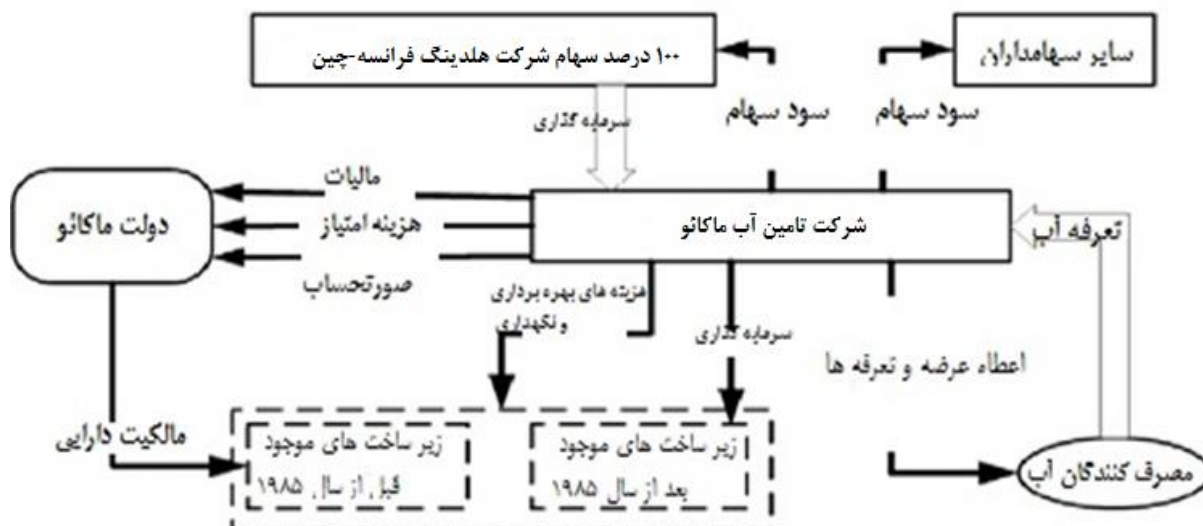 ۱۰۰ درصد سهام شرکت هلدینگ فرانسه-چین
سایر سهامداران
سرمایه گذاری
سود سهام
سود سهام
دولت ماکائو
مالیات
هزینه امتیاز
صورتحساب
شرکت تامین آب ماکائو
تعرفه آب
هزینه های بهره برداری
و نگهداری
سرمایه گذاری
اعطاء عرضه و تعرفه ها
مالکیت دارایی
زیر ساخت های موجود
قبل از سال ۱۹۸۵
زیر ساخت های موجود
بعد از سال ۱۹۸۵
مصرف کنندگان آب